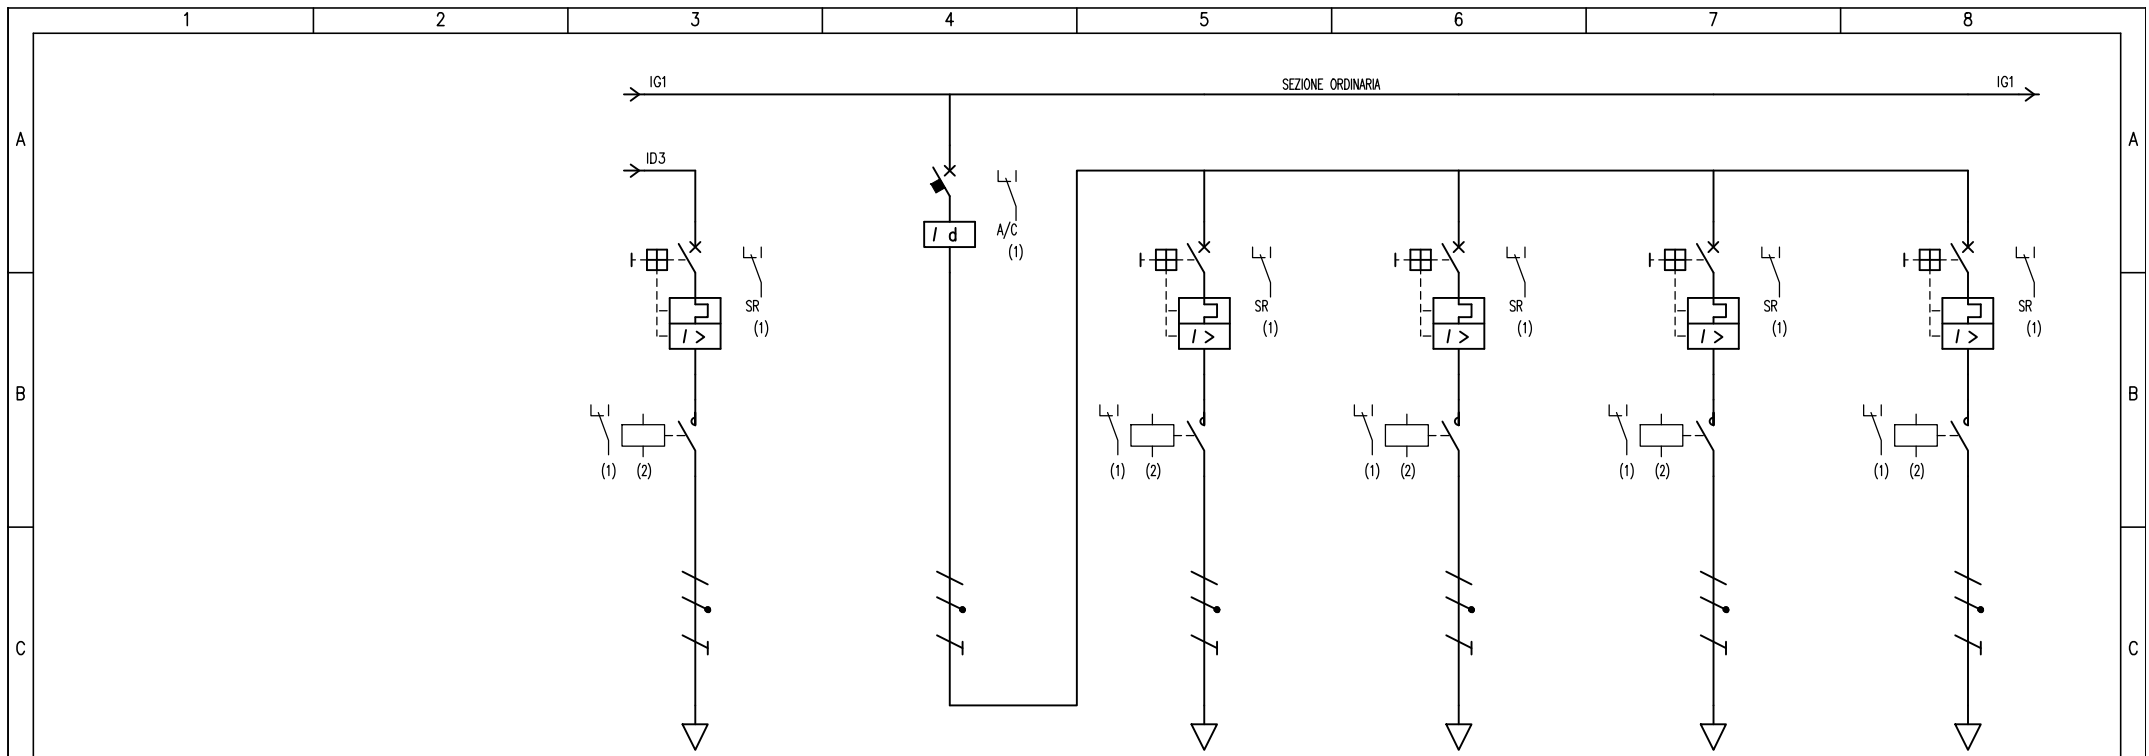 1 2 3 4 5 6 7 8
IG1 SEZIONE ORDINARIA IG1
A A
ID3
I d A/C
(1)
SR SR SR SR SR
(1) (1) (1) (1) (1)
I > I > I > I > I >
B B
(1) (2) (1) (2) (1) (2) (1) (2) (1) (2)
C C